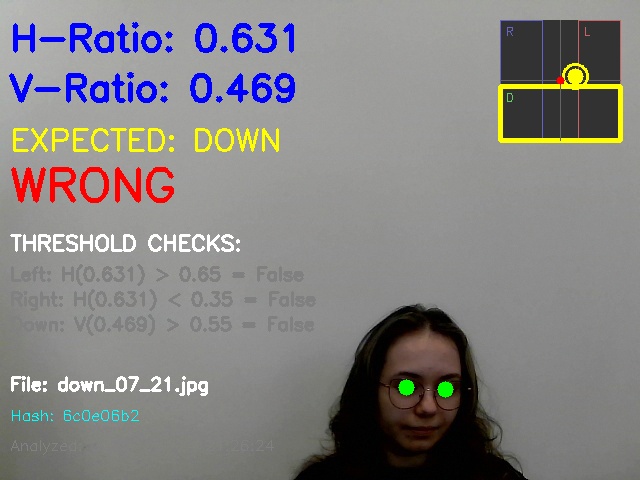 H-Ratio: 0.631
V-Ratio: 0.469
EXPECTED: DOWN
WRONG
THRESHOLD CHECKS:
Left: H(0.631) > 0.65 = False
Right: H(0.631) < 0.35 = False
Down: V(0.469) > 0.55 = False
File: down_07_21.jpg
Hash: 6c0e06b2
Analyzed:
R
L
D